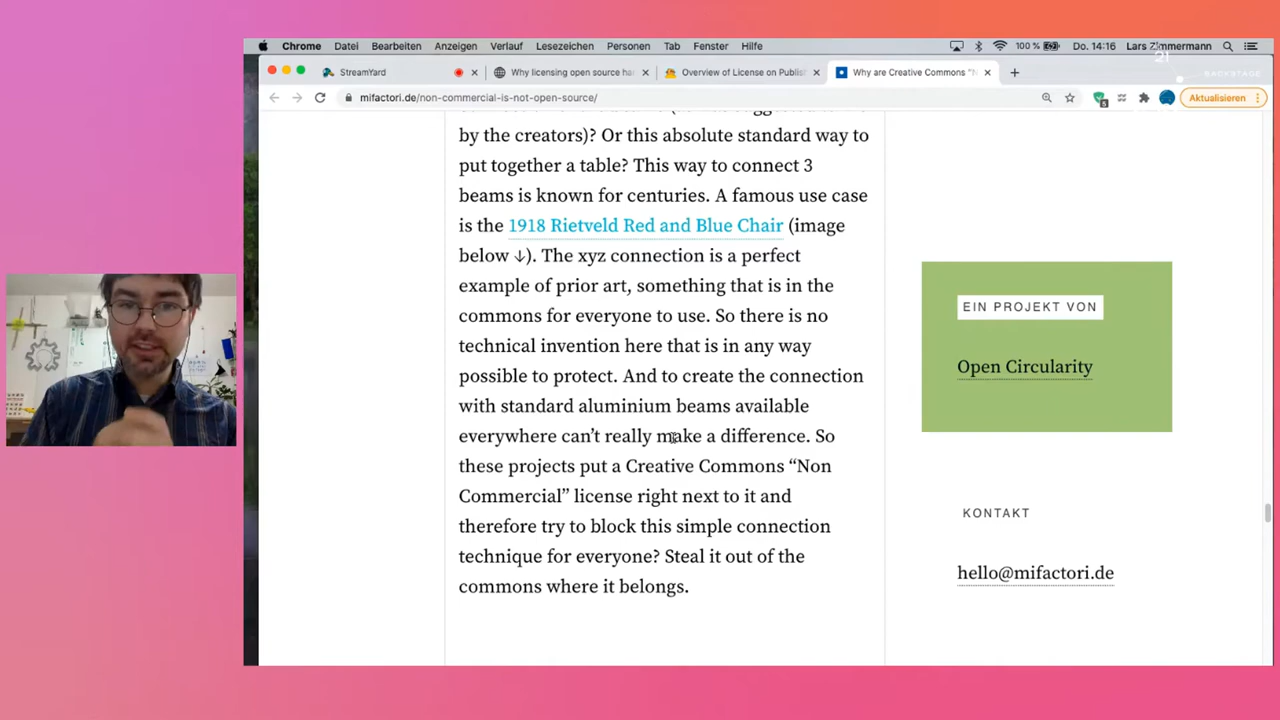 21
BACKSTAGE
Chrome Datei Bearbeiten Anzeigen Verlauf Lesezeichen Personen Tab Fenster Hilfe 100 % Do. 14:16 Lars Zimmermann
StreamYard
Why licensing open source ha
Overview of License on Publis
Why are Creative Commons "N
mifactori.de/non-commercial-is-not-open-source/
5
Aktualisieren
by the creators)? Or this absolute standard way to
put together a table? This way to connect 3
beams is known for centuries. A famous use case
is the 1918 Rietveld Red and Blue Chair (image
below ↓). The xyz connection is a perfect
example of prior art, something that is in the
commons for everyone to use. So there is no
technical invention here that is in any way
possible to protect. And to create the connection
with standard aluminium beams available
everywhere can’t really make a difference. So
these projects put a Creative Commons “Non
Commercial” license right next to it and
therefore try to block this simple connection
technique for everyone? Steal it out of the
commons where it belongs.
EIN PROJEKT VON
Open Circularity
KONTAKT
hello@mifactori.de